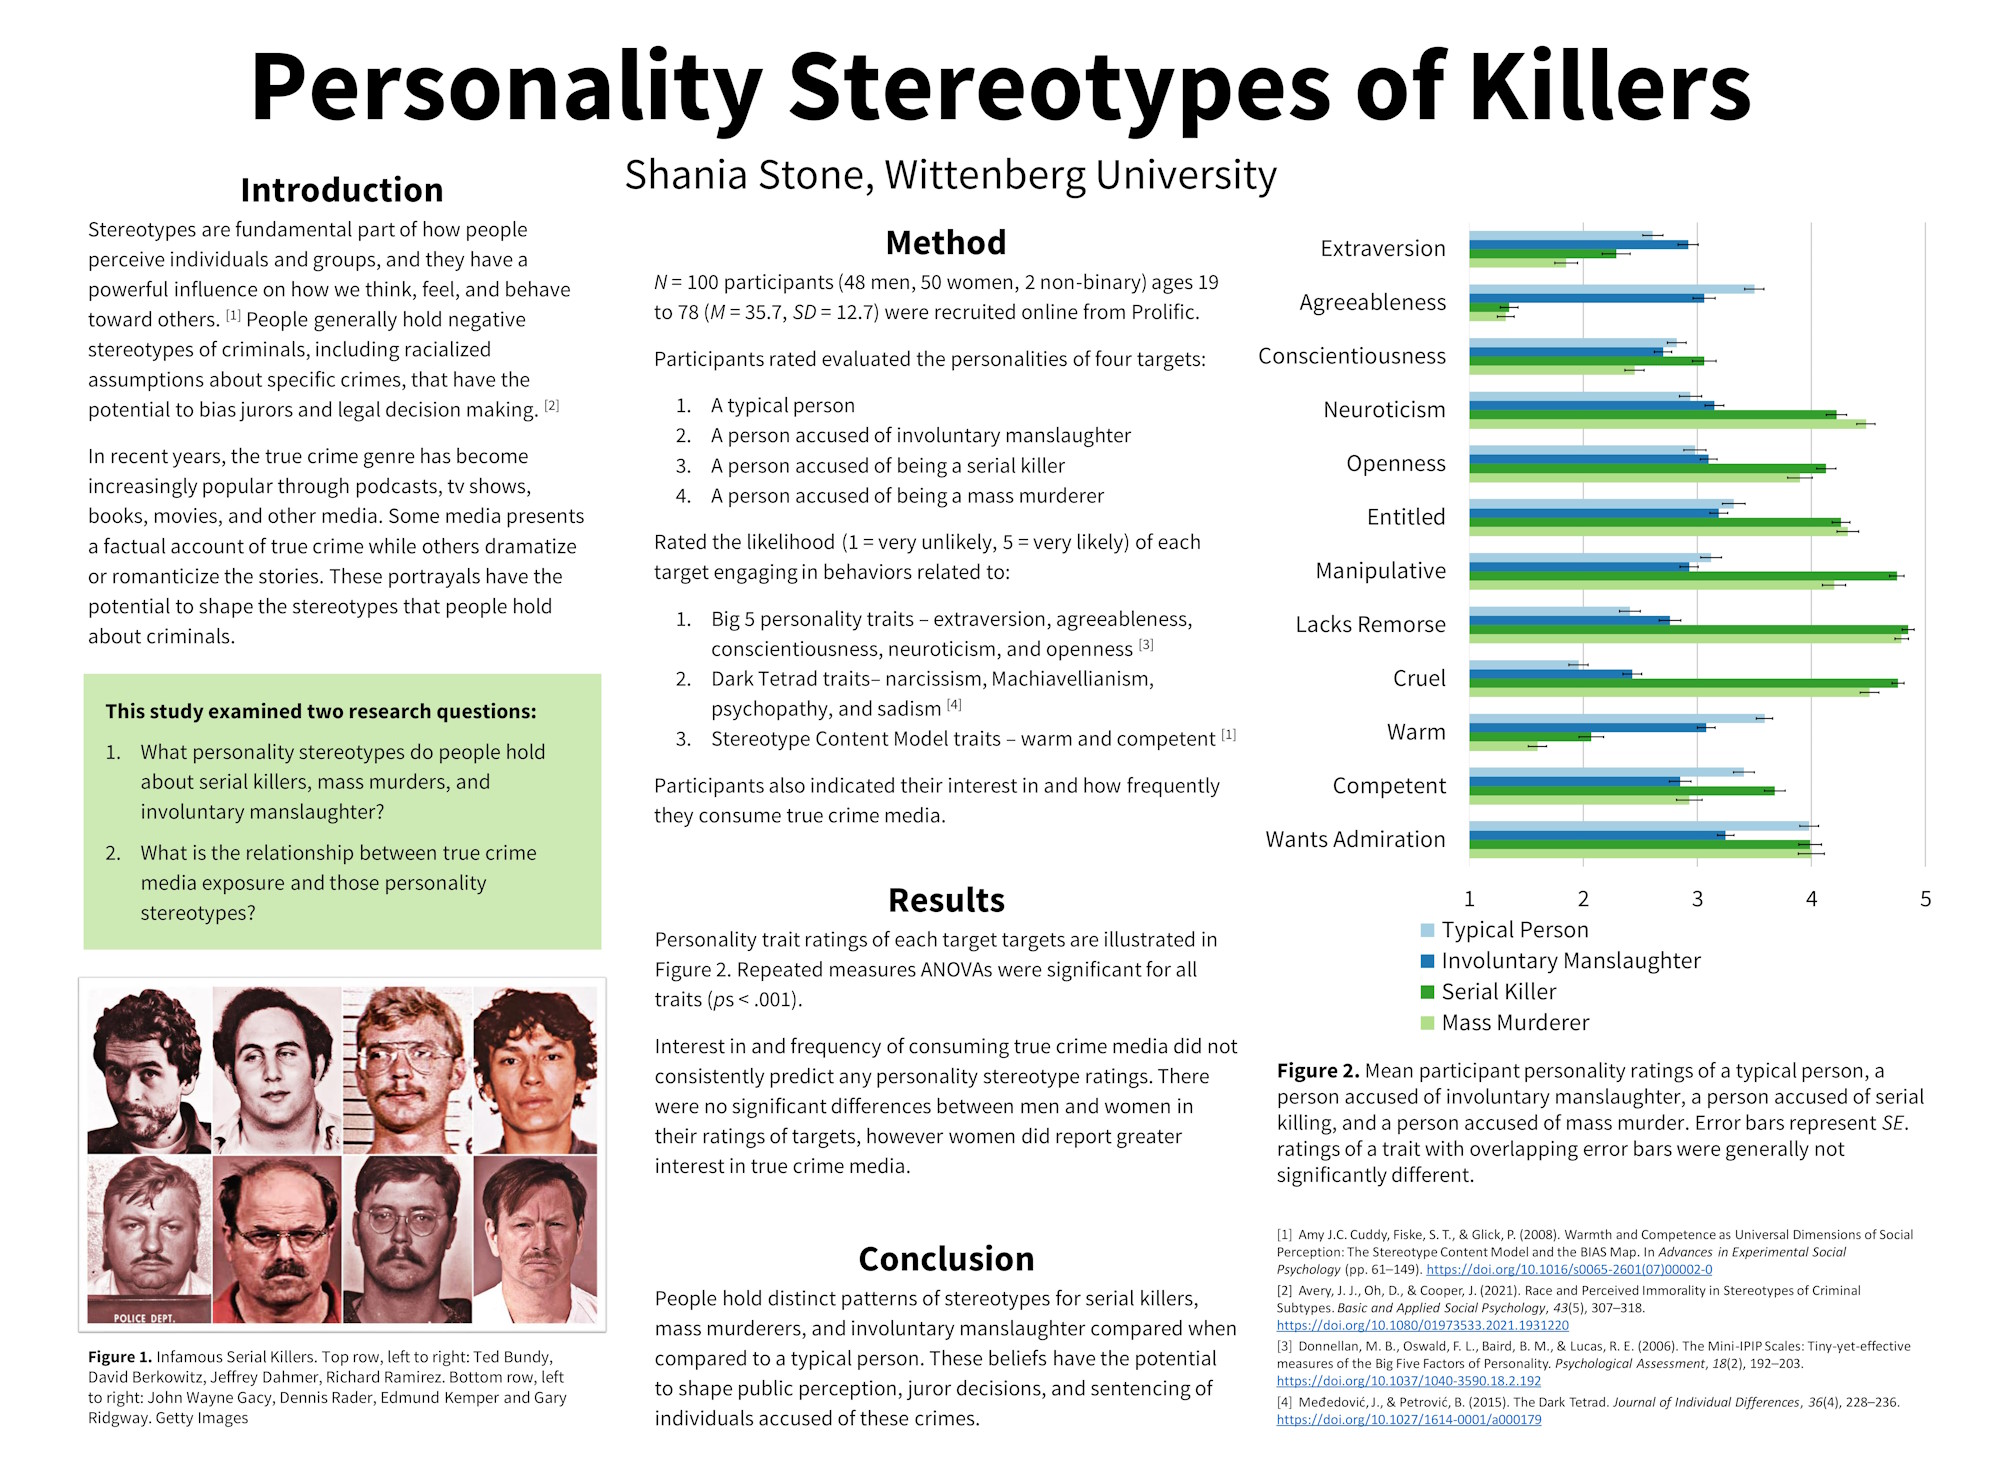 Personality Stereotypes of Killers
Shania Stone, Wittenberg University
Introduction
Stereotypes are fundamental part of how people
perceive individuals and groups, and they have a
powerful influence on how we think, feel, and behave
toward others. [1] People generally hold negative
stereotypes of criminals, including racialized
assumptions about specific crimes, that have the
potential to bias jurors and legal decision making. [2]
In recent years, the true crime genre has become
increasingly popular through podcasts, tv shows,
books, movies, and other media. Some media presents
a factual account of true crime while others dramatize
or romanticize the stories. These portrayals have the
potential to shape the stereotypes that people hold
about criminals.
This study examined two research questions:
1. What personality stereotypes do people hold
about serial killers, mass murders, and
involuntary manslaughter?
2. What is the relationship between true crime
media exposure and those personality
stereotypes?
POLICE DEPT.
Figure 1. Infamous Serial Killers. Top row, left to right: Ted Bundy,
David Berkowitz, Jeffrey Dahmer, Richard Ramirez. Bottom row, left
to right: John Wayne Gacy, Dennis Rader, Edmund Kemper and Gary
Ridgway. Getty Images
Method
N = 100 participants (48 men, 50 women, 2 non-binary) ages 19
to 78 (M = 35.7, SD = 12.7) were recruited online from Prolific.
Participants rated evaluated the personalities of four targets:
1. A typical person
2. A person accused of involuntary manslaughter
3. A person accused of being a serial killer
4. A person accused of being a mass murderer
Rated the likelihood (1 = very unlikely, 5 = very likely) of each
target engaging in behaviors related to:
1. Big 5 personality traits – extraversion, agreeableness,
conscientiousness, neuroticism, and openness [3]
2. Dark Tetrad traits– narcissism, Machiavellianism,
psychopathy, and sadism [4]
3. Stereotype Content Model traits – warm and competent [1]
Participants also indicated their interest in and how frequently
they consume true crime media.
Results
Personality trait ratings of each target targets are illustrated in
Figure 2. Repeated measures ANOVAs were significant for all
traits (ps < .001).
Interest in and frequency of consuming true crime media did not
consistently predict any personality stereotype ratings. There
were no significant differences between men and women in
their ratings of targets, however women did report greater
interest in true crime media.
Conclusion
People hold distinct patterns of stereotypes for serial killers,
mass murderers, and involuntary manslaughter compared when
compared to a typical person. These beliefs have the potential
to shape public perception, juror decisions, and sentencing of
individuals accused of these crimes.
Extraversion
Agreeableness
Conscientiousness
Neuroticism
Openness
Entitled
Manipulative
Lacks Remorse
Cruel
Warm
Competent
Wants Admiration
1 2 3 4 5
Typical Person
Involuntary Manslaughter
Serial Killer
Mass Murderer
Figure 2. Mean participant personality ratings of a typical person, a
person accused of involuntary manslaughter, a person accused of serial
killing, and a person accused of mass murder. Error bars represent SE.
ratings of a trait with overlapping error bars were generally not
significantly different.
[1] Amy J.C. Cuddy, Fiske, S. T., & Glick, P. (2008). Warmth and Competence as Universal Dimensions of Social
Perception: The Stereotype Content Model and the BIAS Map. In Advances in Experimental Social
Psychology (pp. 61–149). https://doi.org/10.1016/s0065-2601(07)00002-0
[2] Avery, J. J., Oh, D., & Cooper, J. (2021). Race and Perceived Immorality in Stereotypes of Criminal
Subtypes. Basic and Applied Social Psychology, 43(5), 307–318.
https://doi.org/10.1080/01973533.2021.1931220
[3] Donnellan, M. B., Oswald, F. L., Baird, B. M., & Lucas, R. E. (2006). The Mini-IPIP Scales: Tiny-yet-effective
measures of the Big Five Factors of Personality. Psychological Assessment, 18(2), 192–203.
https://doi.org/10.1037/1040-3590.18.2.192
[4] Međedović, J., & Petrović, B. (2015). The Dark Tetrad. Journal of Individual Differences, 36(4), 228–236.
https://doi.org/10.1027/1614-0001/a000179